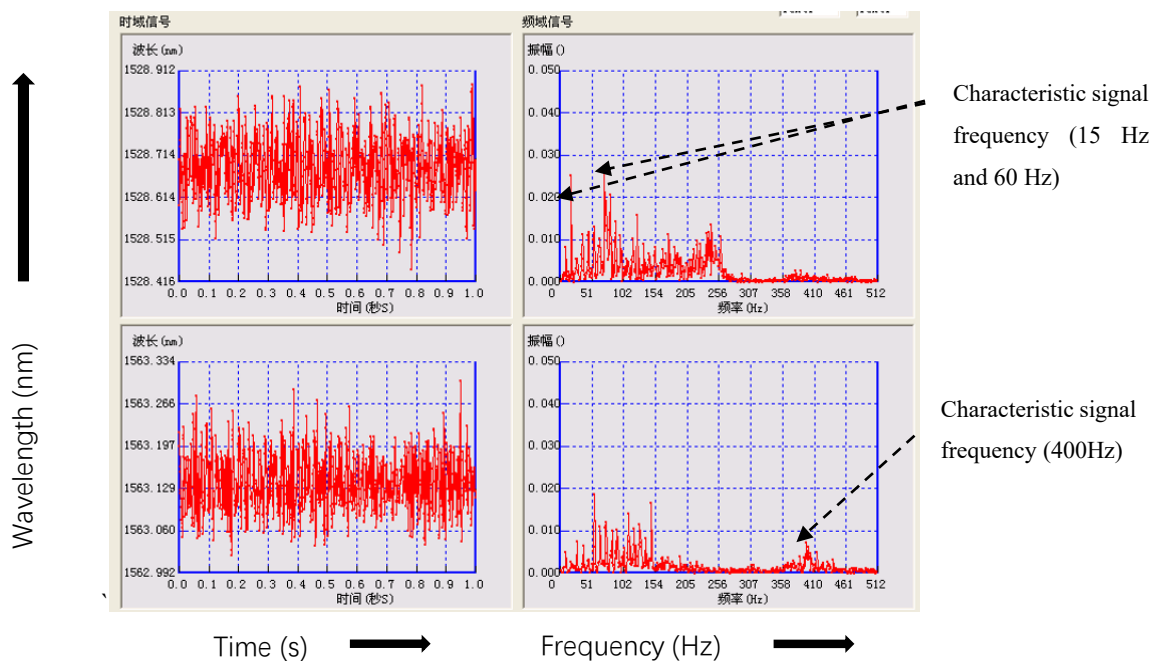 时域信号
频域信号
波长(nm)
1528.912
1528.813
1528.714
1528.614
1528.515
1528.416
0.0 0.1 0.2 0.3 0.4 0.5 0.6 0.7 0.8 0.9 1.0
时间(秒S)
振幅()
0.050
0.040
0.030
0.020
0.010
0.000
0 51 102 154 205 256 307 358 410 461 512
频率(Hz)
波长(nm)
1563.334
1563.266
1563.197
1563.129
1563.060
1562.992
0.0 0.1 0.2 0.3 0.4 0.5 0.6 0.7 0.8 0.9 1.0
时间(秒S)
振幅()
0.050
0.040
0.030
0.020
0.010
0.000
0 51 102 154 205 256 307 358 410 461 512
频率(Hz)
Characteristic signal
frequency (15 Hz
and 60 Hz)
Characteristic signal
frequency (400Hz)
Wavelength (nm)
Time (s)
Frequency (Hz)